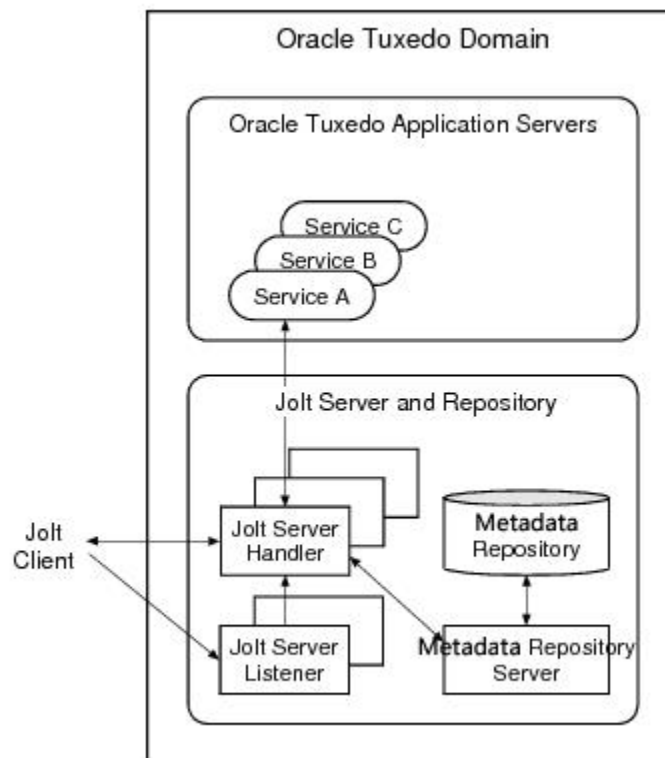 Oracle Tuxedo Domain
Oracle Tuxedo Application Servers
Service C
Service B
Service A
Jolt Server and Repository
Jolt
Client
Jolt Server
Handler
Metadata
Repository
Jolt Server
Listener
Metadata Repository
Server